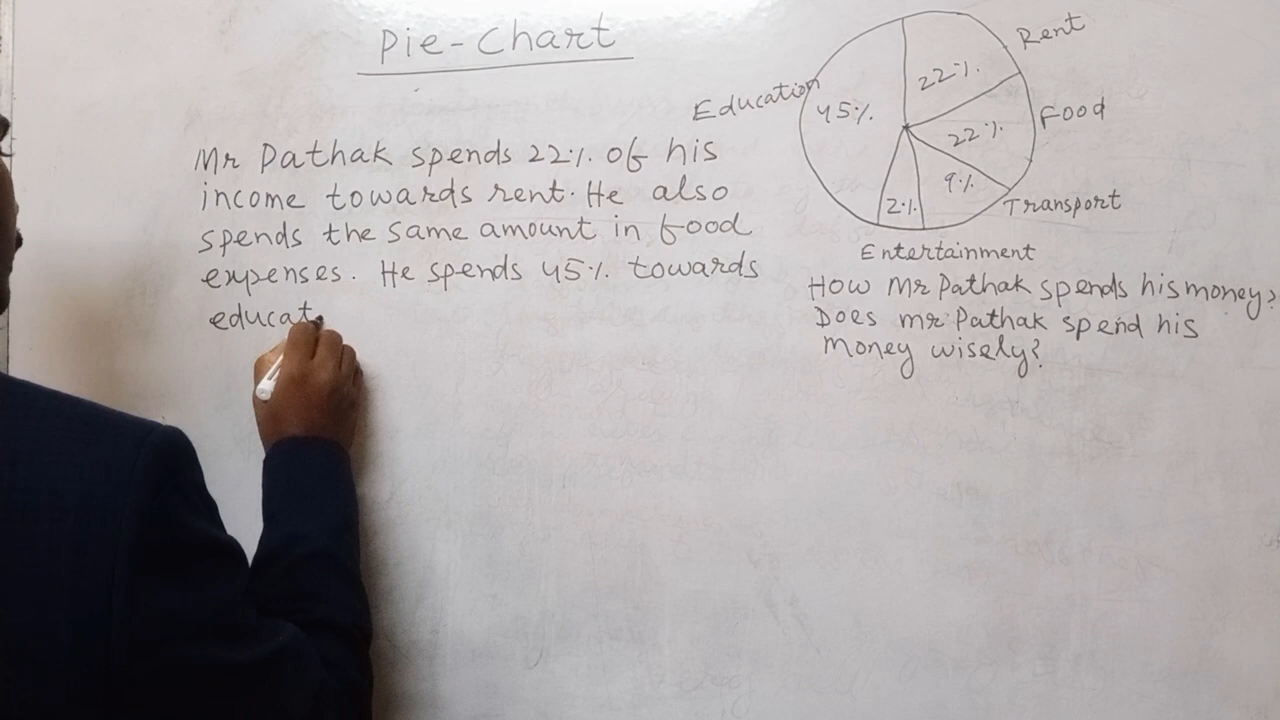 Pie-Chart
Mr Pathak spends 22% of his
income towards rent. He also
spends the same amount in food
expenses. He spends 45% towards
educat
Education
45%
22%
Rent
22%
Food
9%
Transport
2%
Entertainment
How Mr Pathak spends his money?
Does Mr Pathak spend his
money wisely?